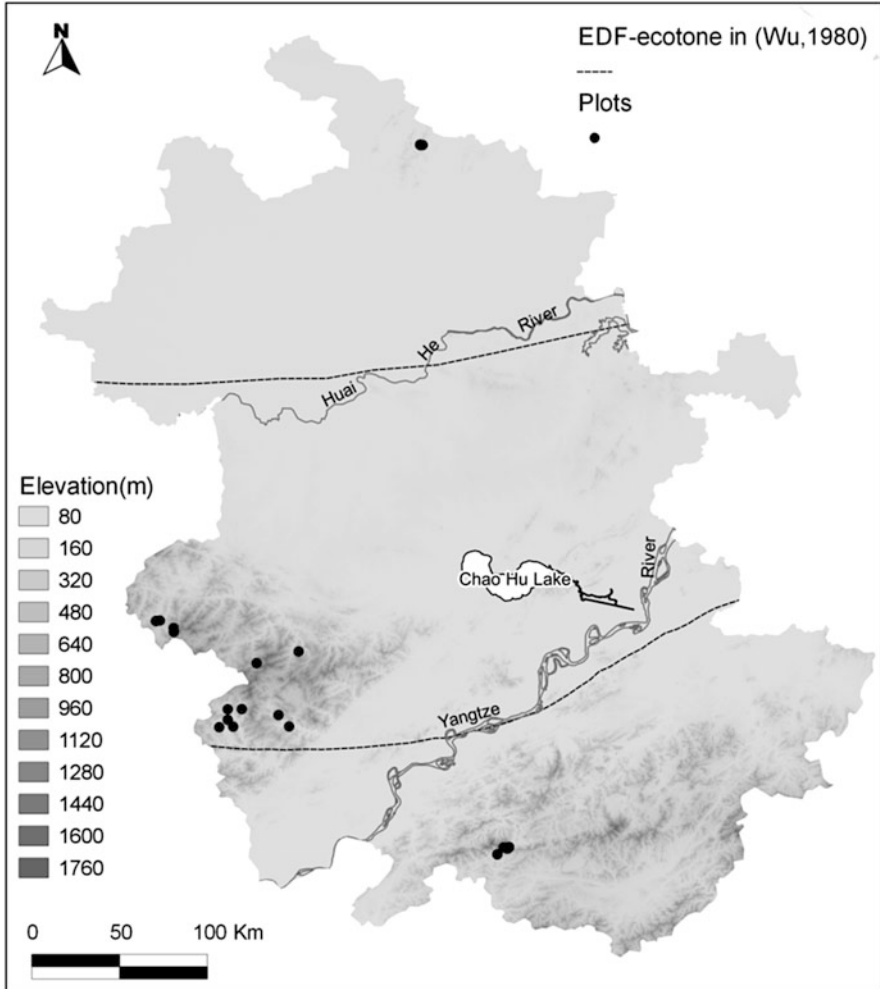 N
EDF-ecotone in (Wu,1980)
Plots
Huai He River
Elevation(m)
80
160
320
480
640
800
960
1120
1280
1440
1600
1760
Chao Hu Lake
Yangtze River
0 50 100 Km